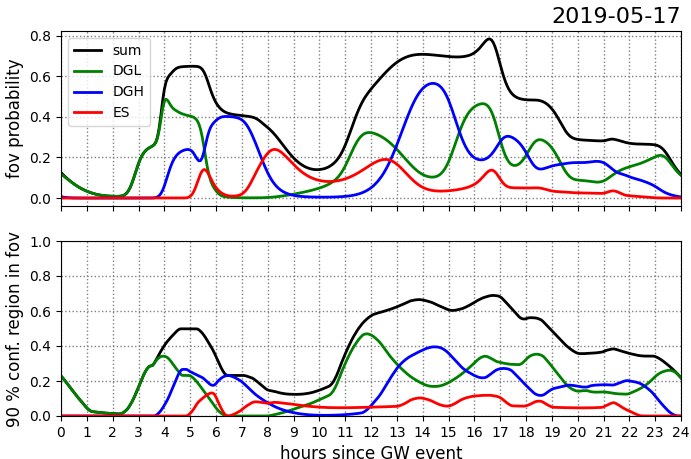 2019-05-17
fov probability
0.8
0.6
0.4
0.2
0.0
sum
DGL
DGH
ES
90 % conf. region in fov
1.0
0.8
0.6
0.4
0.2
0.0
0 1 2 3 4 5 6 7 8 9 10 11 12 13 14 15 16 17 18 19 20 21 22 23 24
hours since GW event